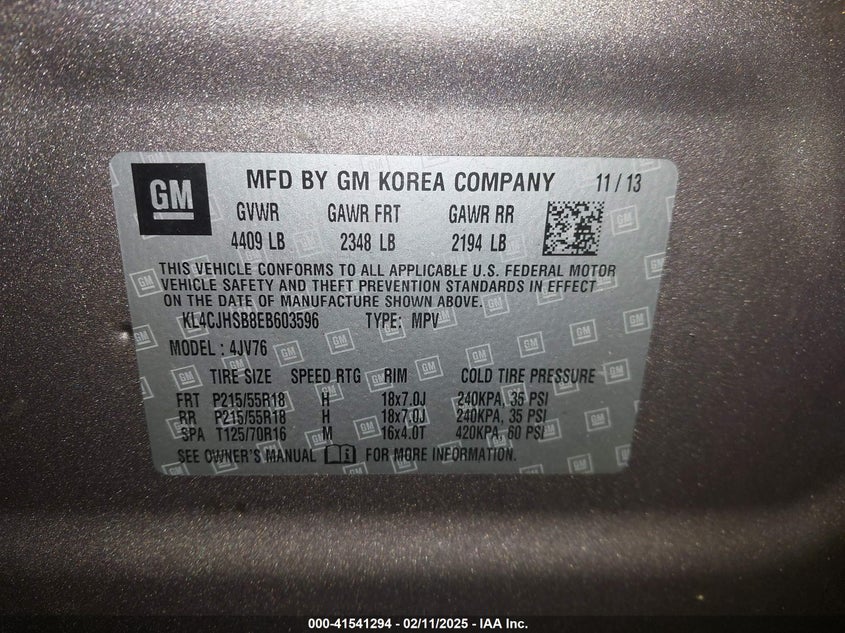 GM MFD BY GM KOREA COMPANY 11 / 13
GVWR GAWR FRT GAWR RR
4409 LB 2348 LB 2194 LB
THIS VEHICLE CONFORMS TO ALL APPLICABLE U.S. FEDERAL MOTOR
VEHICLE SAFETY AND THEFT PREVENTION STANDARDS IN EFFECT
ON THE DATE OF MANUFACTURE SHOWN ABOVE.
KL4CJHSB8EB603596 TYPE: MPV
MODEL : 4JV76
TIRE SIZE SPEED RTG RIM COLD TIRE PRESSURE
FRT P215/55R18 H 18x7.0J 240KPA, 35 PSI
RR P215/55R18 H 18x7.0J 240KPA, 35 PSI
SPA T125/70R16 M 16x4.0T 420KPA, 60 PSI
SEE OWNER'S MANUAL FOR MORE INFORMATION.
000-41541294 - 02/11/2025 - IAA Inc.